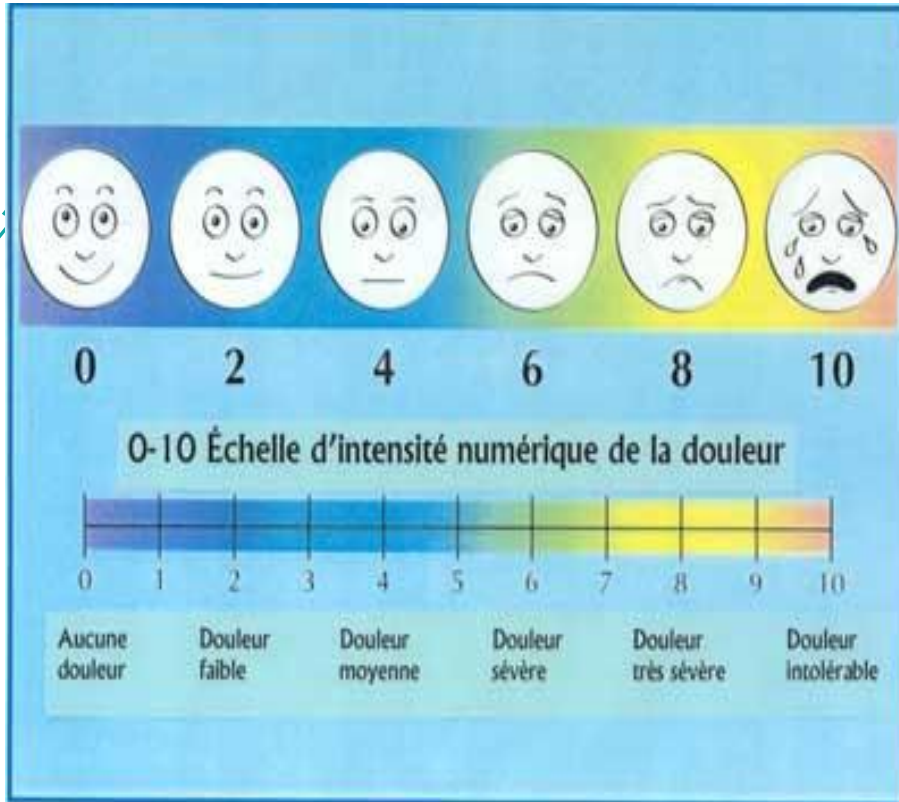 0 2 4 6 8 10
0-10 Échelle d'intensité numérique de la douleur
0 1 2 3 4 5 6 7 8 9 10
Aucune douleur
Douleur faible
Douleur moyenne
Douleur sévère
Douleur très sévère
Douleur intolérable